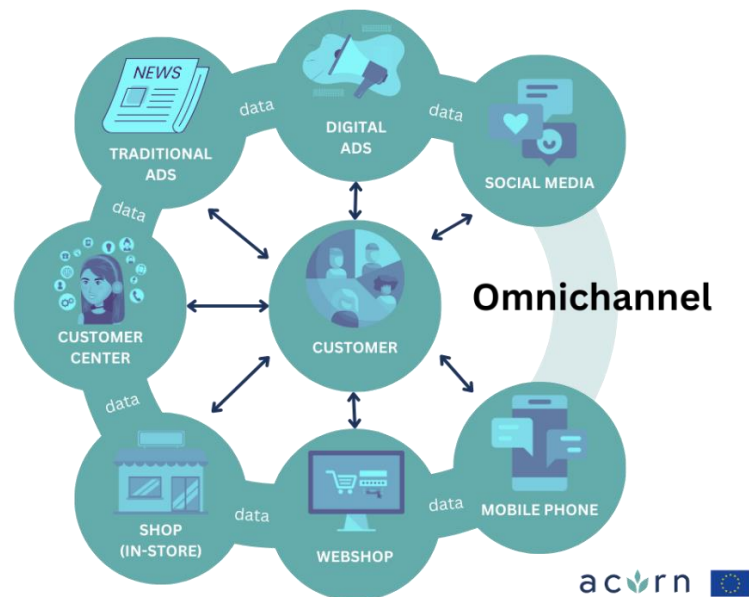 NEWS
data
DIGITAL
ADS
data
TRADITIONAL
ADS
SOCIAL MEDIA
data
Omnichannel
CUSTOMER
CENTER
CUSTOMER
data
SHOP
(IN-STORE)
data
WEBSHOP
data
MOBILE PHONE
acorn